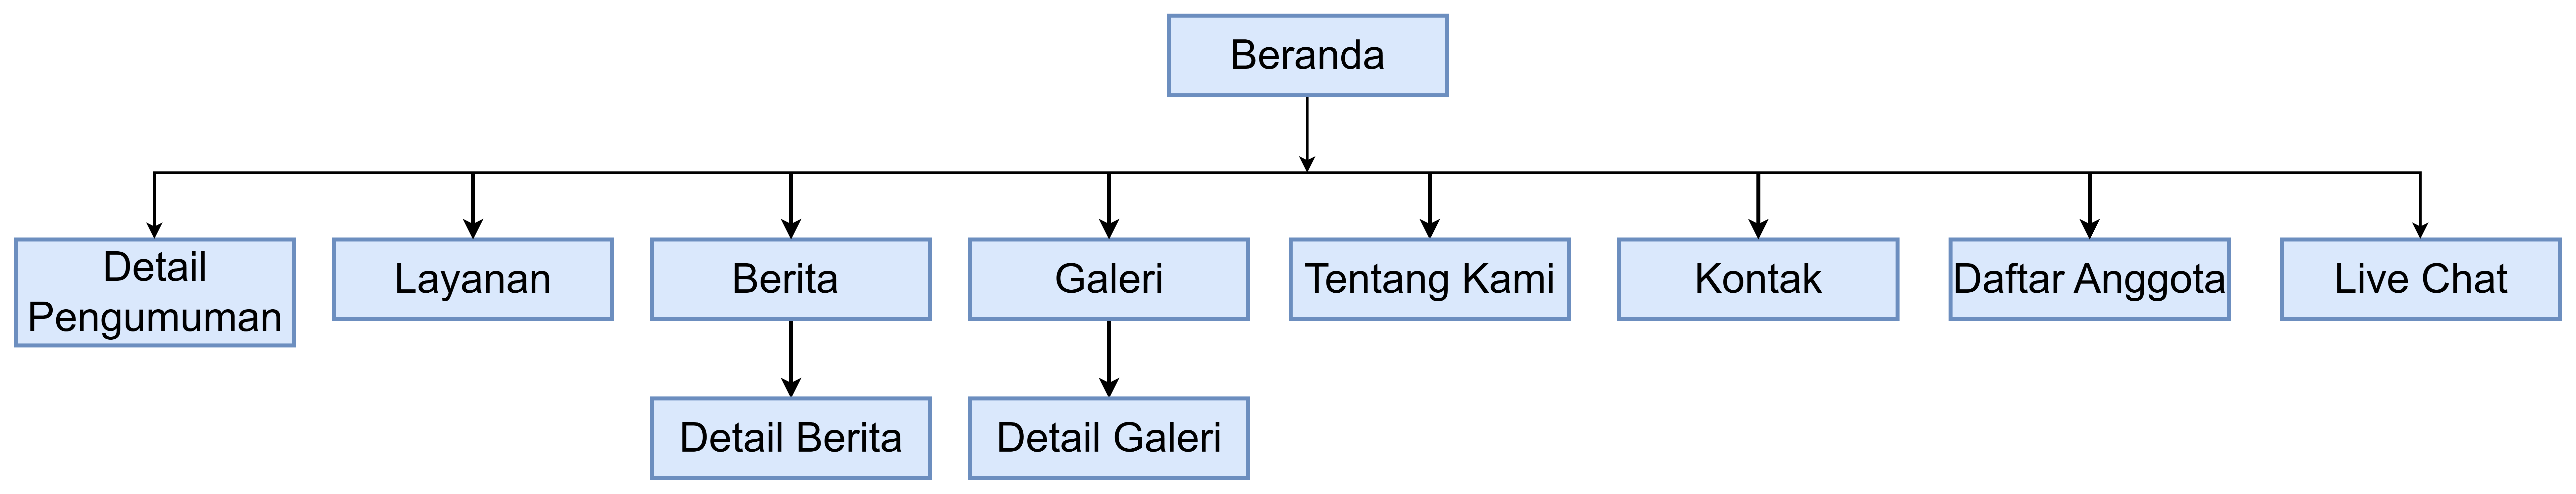 Beranda
Detail
Pengumuman
Layanan
Berita
Galeri
Tentang Kami
Kontak
Daftar Anggota
Live Chat
Detail Berita
Detail Galeri